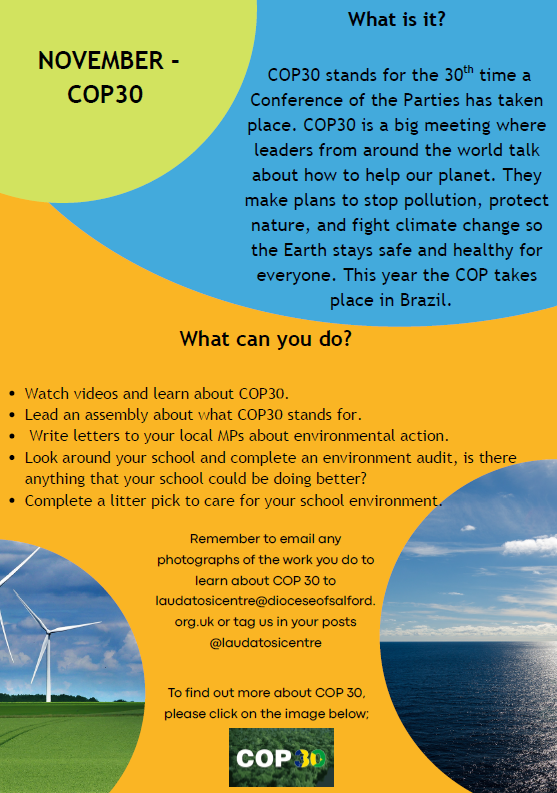 NOVEMBER -
COP30
What is it?
COP30 stands for the 30th time a
Conference of the Parties has taken
place. COP30 is a big meeting where
leaders from around the world talk
about how to help our planet. They
make plans to stop pollution, protect
nature, and fight climate change so
the Earth stays safe and healthy for
everyone. This year the COP takes
place in Brazil.
What can you do?
• Watch videos and learn about COP30.
• Lead an assembly about what COP30 stands for.
• Write letters to your local MPs about environmental action.
• Look around your school and complete an environment audit, is there
anything that your school could be doing better?
• Complete a litter pick to care for your school environment.
Remember to email any
photographs of the work you do to
learn about COP 30 to
laudatosicentre@dioceseofsalford.
org.uk or tag us in your posts
@laudatosicentre
To find out more about COP 30,
please click on the image below;
COP30